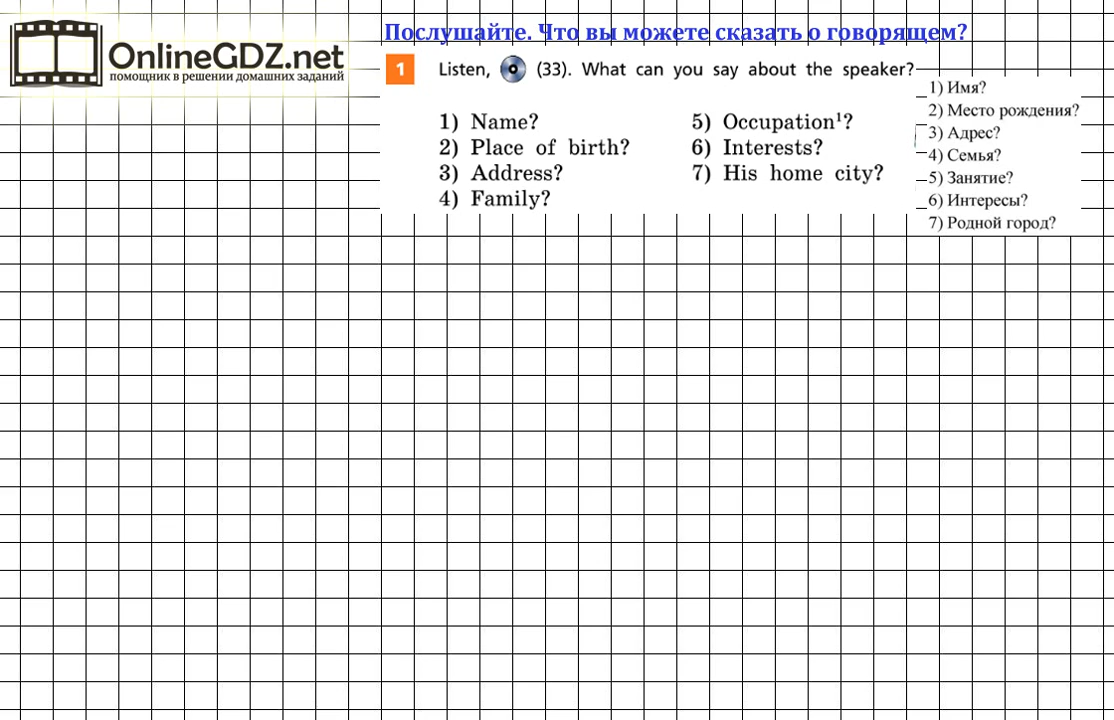 OnlineGDZ.net
помощник в решении домашних заданий
Послушайте. Что вы можете сказать о говорящем?
1 Listen, (33). What can you say about the speaker?
1) Name?
2) Place of birth?
3) Address?
4) Family?
5) Occupation¹?
6) Interests?
7) His home city?
1) Имя?
2) Место рождения?
3) Адрес?
4) Семья?
5) Занятие?
6) Интересы?
7) Родной город?